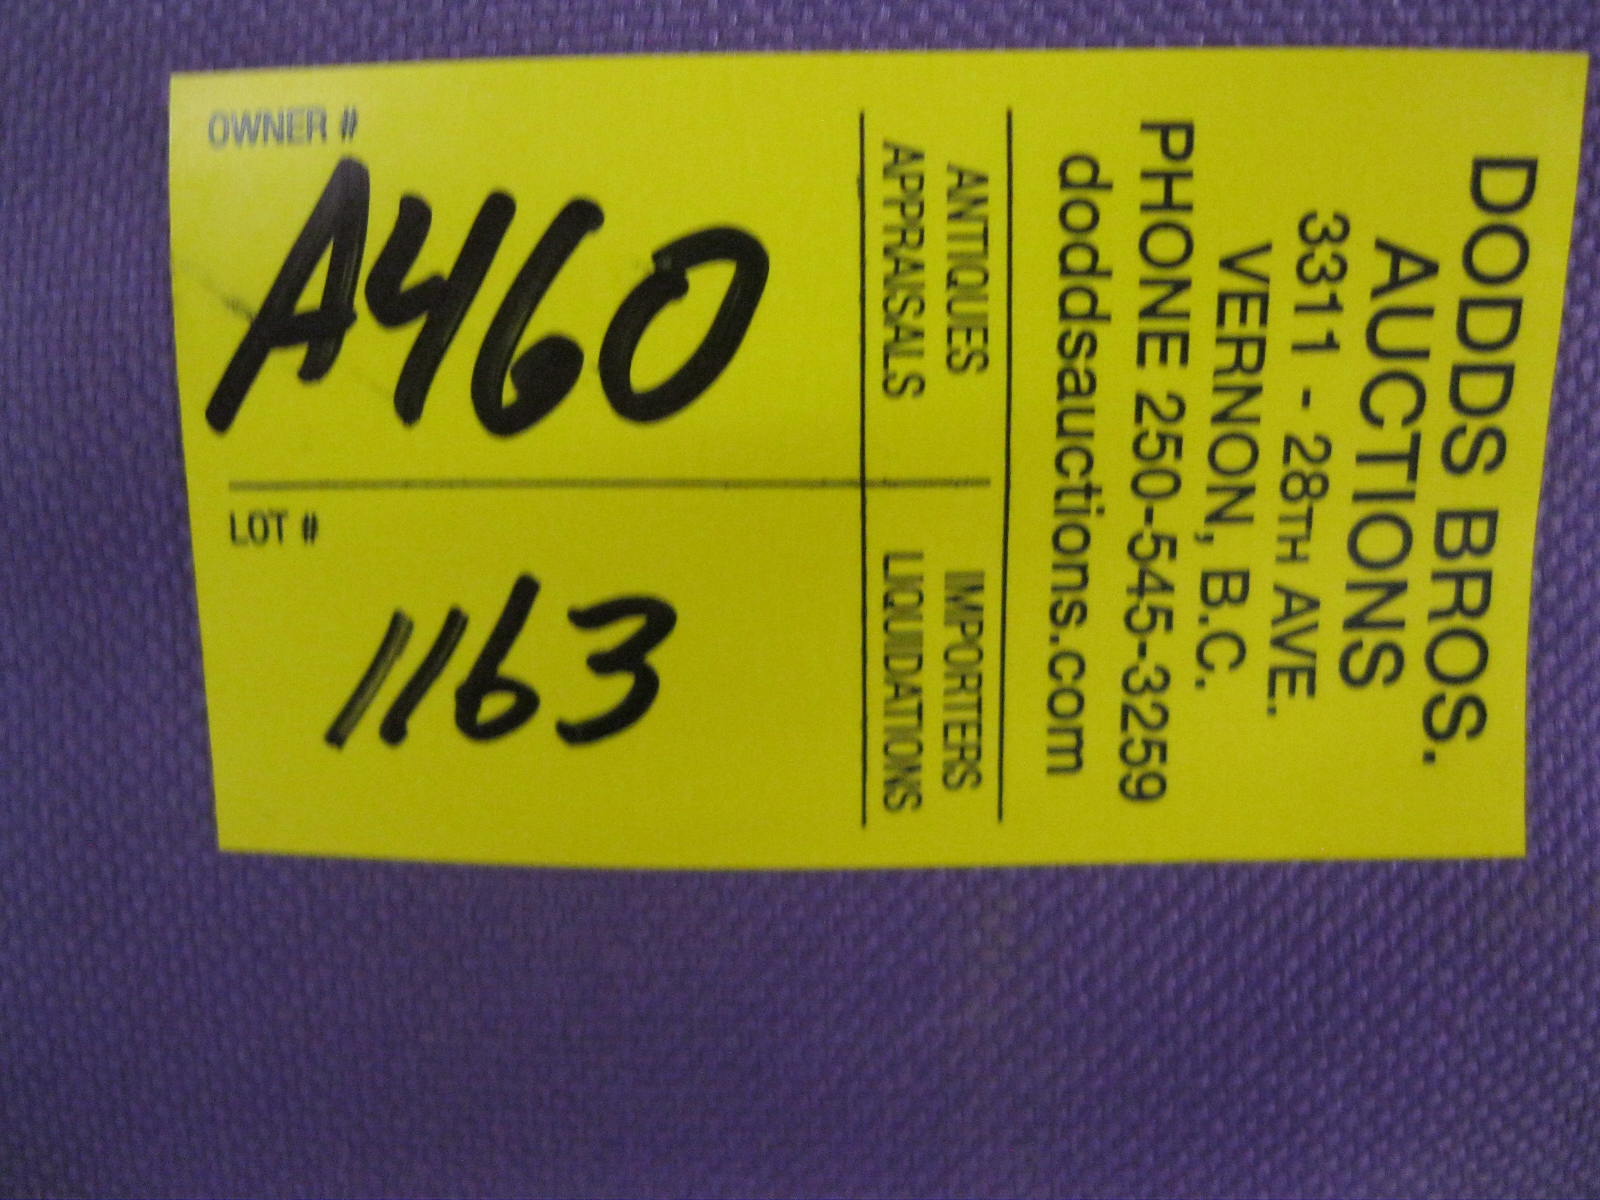 DODDS BROS.
AUCTIONS
3311 - 28TH AVE.
VERNON, B.C.
PHONE 250-545-3259
doddsauctions.com
ANTIQUES
APPRAISALS
IMPORTERS
LIQUIDATIONS
OWNER #
A460
LOT #
1163